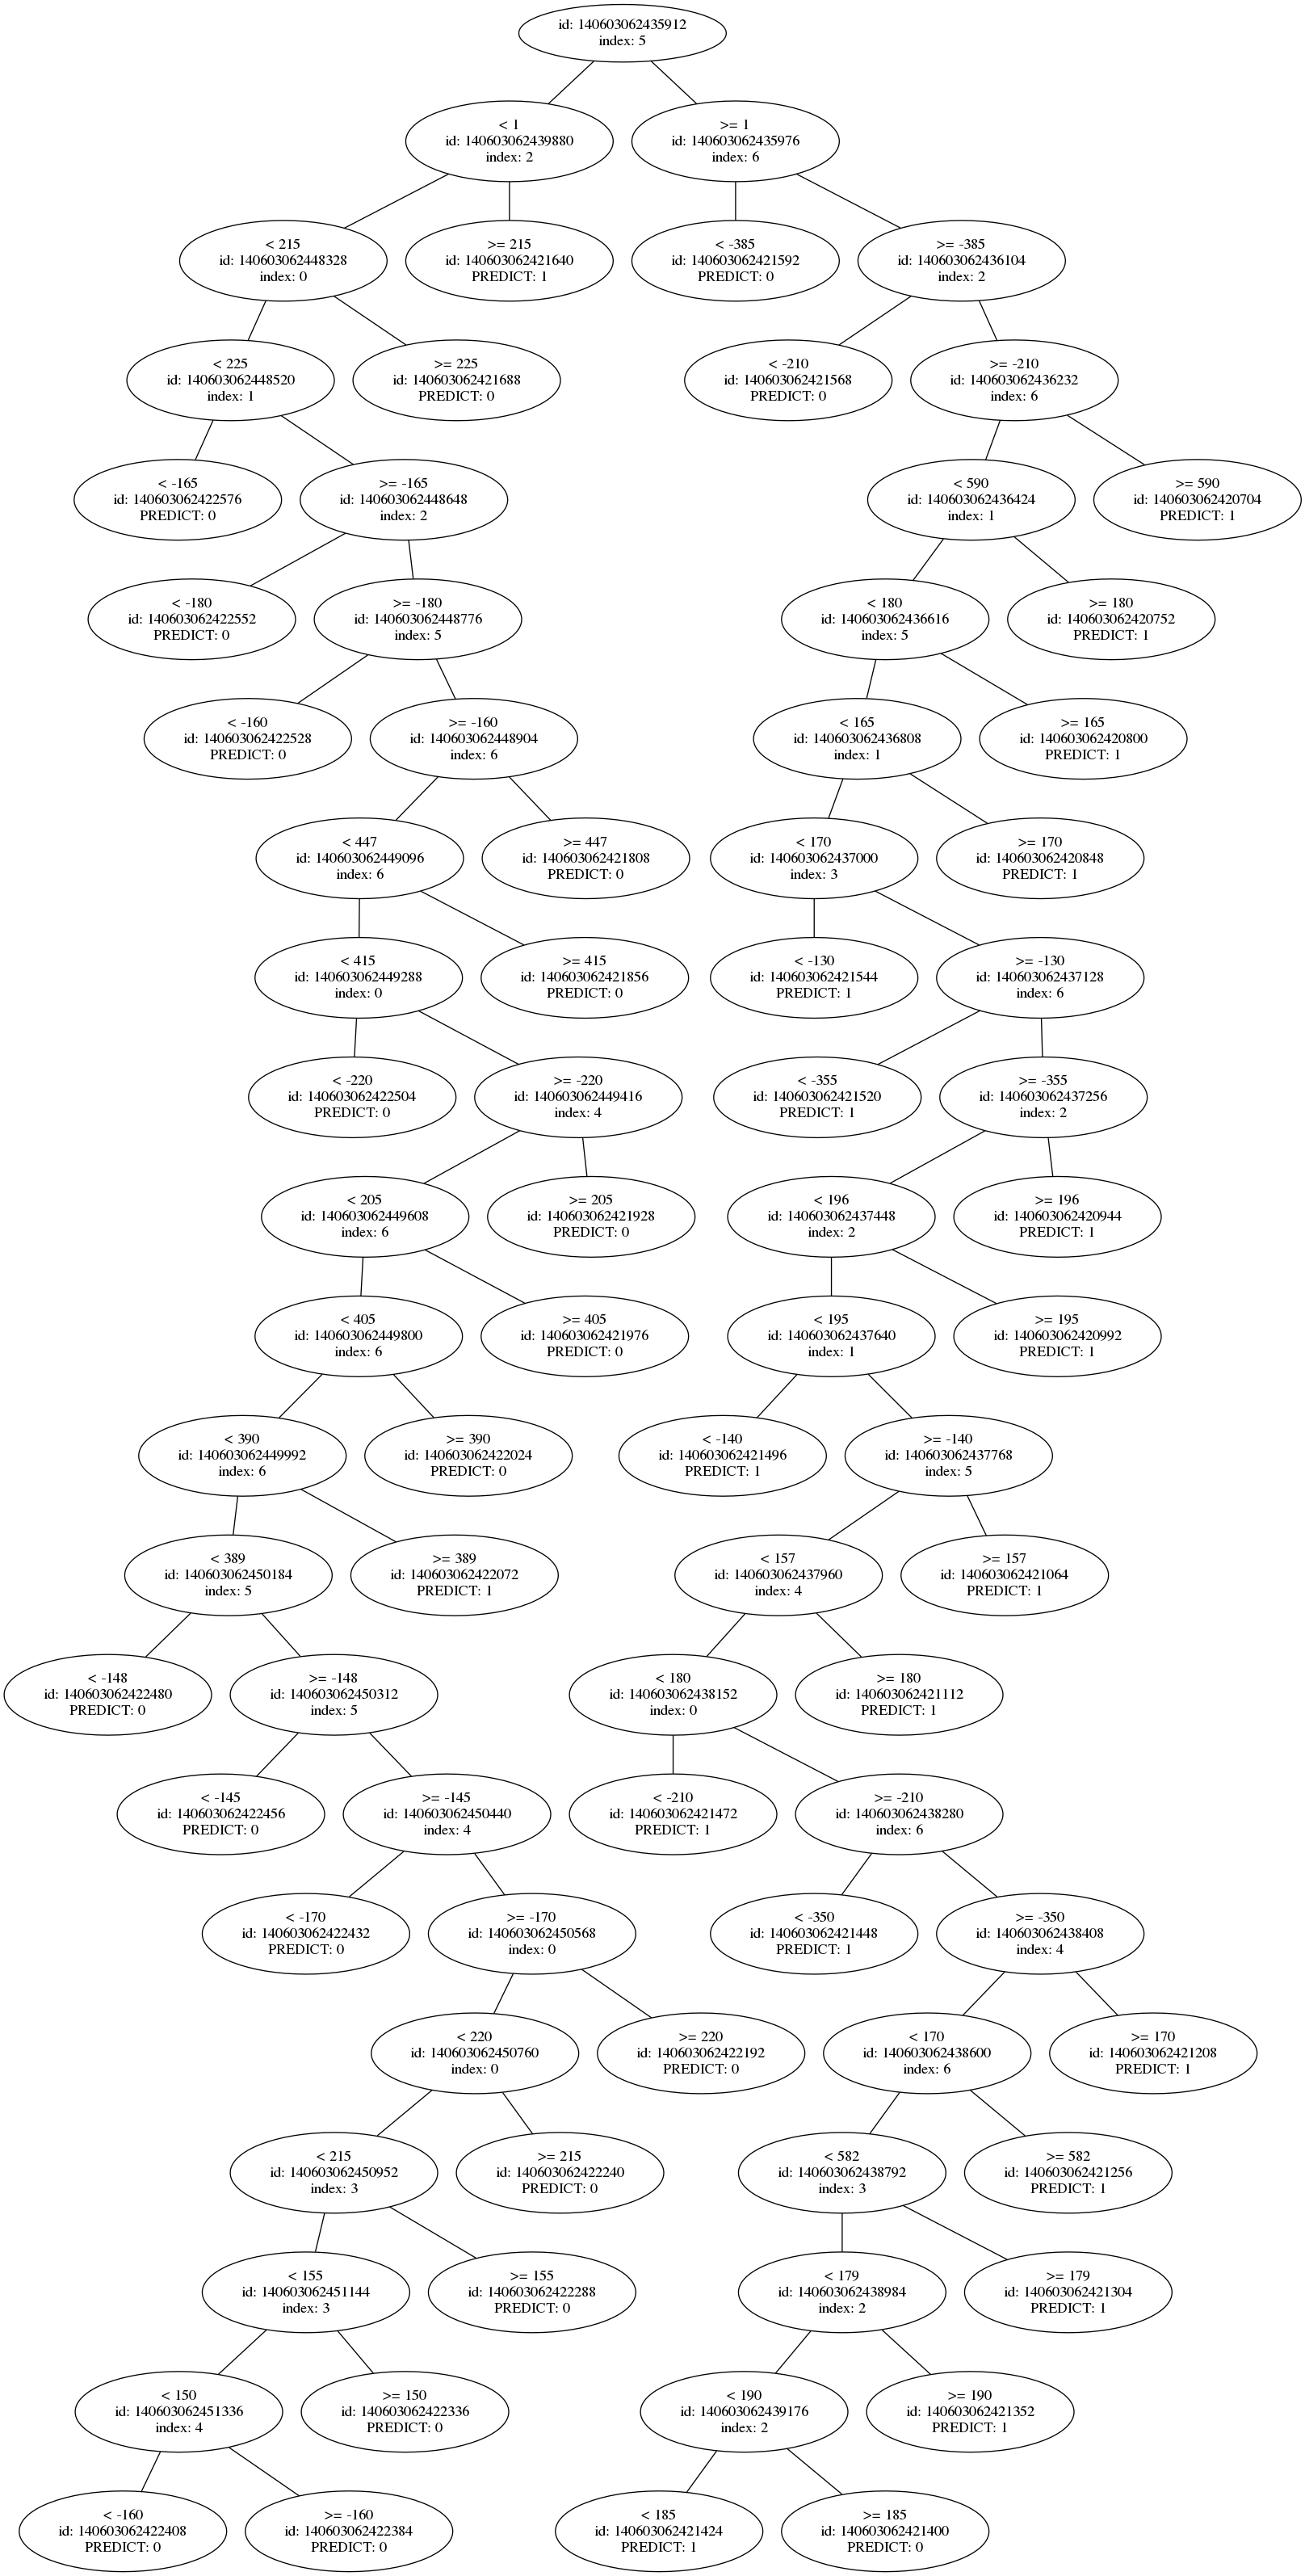 id: 140603062435912
index: 5
< 1
id: 140603062439880
index: 2
>= 1
id: 140603062435976
index: 6
< 215
id: 140603062448328
index: 0
>= 215
id: 140603062421640
PREDICT: 1
< -385
id: 140603062421592
PREDICT: 0
>= -385
id: 140603062436104
index: 2
< 225
id: 140603062448520
index: 1
>= 225
id: 140603062421688
PREDICT: 0
< -210
id: 140603062421568
PREDICT: 0
>= -210
id: 140603062436232
index: 6
< -165
id: 140603062422576
PREDICT: 0
>= -165
id: 140603062448648
index: 2
< 590
id: 140603062436424
index: 1
>= 590
id: 140603062420704
PREDICT: 1
< -180
id: 140603062422552
PREDICT: 0
>= -180
id: 140603062448776
index: 5
< 180
id: 140603062436616
index: 5
>= 180
id: 140603062420752
PREDICT: 1
< -160
id: 140603062422528
PREDICT: 0
>= -160
id: 140603062448904
index: 6
< 165
id: 140603062436808
index: 1
>= 165
id: 140603062420800
PREDICT: 1
< 447
id: 140603062449096
index: 6
>= 447
id: 140603062421808
PREDICT: 0
< 170
id: 140603062437000
index: 3
>= 170
id: 140603062420848
PREDICT: 1
< 415
id: 140603062449288
index: 0
>= 415
id: 140603062421856
PREDICT: 0
< -130
id: 140603062421544
PREDICT: 1
>= -130
id: 140603062437128
index: 6
< -220
id: 140603062422504
PREDICT: 0
>= -220
id: 140603062449416
index: 4
< -355
id: 140603062421520
PREDICT: 1
>= -355
id: 140603062437256
index: 2
< 205
id: 140603062449608
index: 6
>= 205
id: 140603062421928
PREDICT: 0
< 196
id: 140603062437448
index: 2
>= 196
id: 140603062420944
PREDICT: 1
< 405
id: 140603062449800
index: 6
>= 405
id: 140603062421976
PREDICT: 0
< 195
id: 140603062437640
index: 1
>= 195
id: 140603062420992
PREDICT: 1
< 390
id: 140603062449992
index: 6
>= 390
id: 140603062422024
PREDICT: 0
< -140
id: 140603062421496
PREDICT: 1
>= -140
id: 140603062437768
index: 5
< 389
id: 140603062450184
index: 5
>= 389
id: 140603062422072
PREDICT: 1
< 157
id: 140603062437960
index: 4
>= 157
id: 140603062421064
PREDICT: 1
< -148
id: 140603062422480
PREDICT: 0
>= -148
id: 140603062450312
index: 5
< 180
id: 140603062438152
index: 0
>= 180
id: 140603062421112
PREDICT: 1
< -145
id: 140603062422456
PREDICT: 0
>= -145
id: 140603062450440
index: 4
< -210
id: 140603062421472
PREDICT: 1
>= -210
id: 140603062438280
index: 6
< -170
id: 140603062422432
PREDICT: 0
>= -170
id: 140603062450568
index: 0
< -350
id: 140603062421448
PREDICT: 1
>= -350
id: 140603062438408
index: 4
< 220
id: 140603062450760
index: 0
>= 220
id: 140603062422192
PREDICT: 0
< 170
id: 140603062438600
index: 6
>= 170
id: 140603062421208
PREDICT: 1
< 215
id: 140603062450952
index: 3
>= 215
id: 140603062422240
PREDICT: 0
< 582
id: 140603062438792
index: 3
>= 582
id: 140603062421256
PREDICT: 1
< 155
id: 140603062451144
index: 3
>= 155
id: 140603062422288
PREDICT: 0
< 179
id: 140603062438984
index: 2
>= 179
id: 140603062421304
PREDICT: 1
< 150
id: 140603062451336
index: 4
>= 150
id: 140603062422336
PREDICT: 0
< 190
id: 140603062439176
index: 2
>= 190
id: 140603062421352
PREDICT: 1
< -160
id: 140603062422408
PREDICT: 0
>= -160
id: 140603062422384
PREDICT: 0
< 185
id: 140603062421424
PREDICT: 1
>= 185
id: 140603062421400
PREDICT: 0